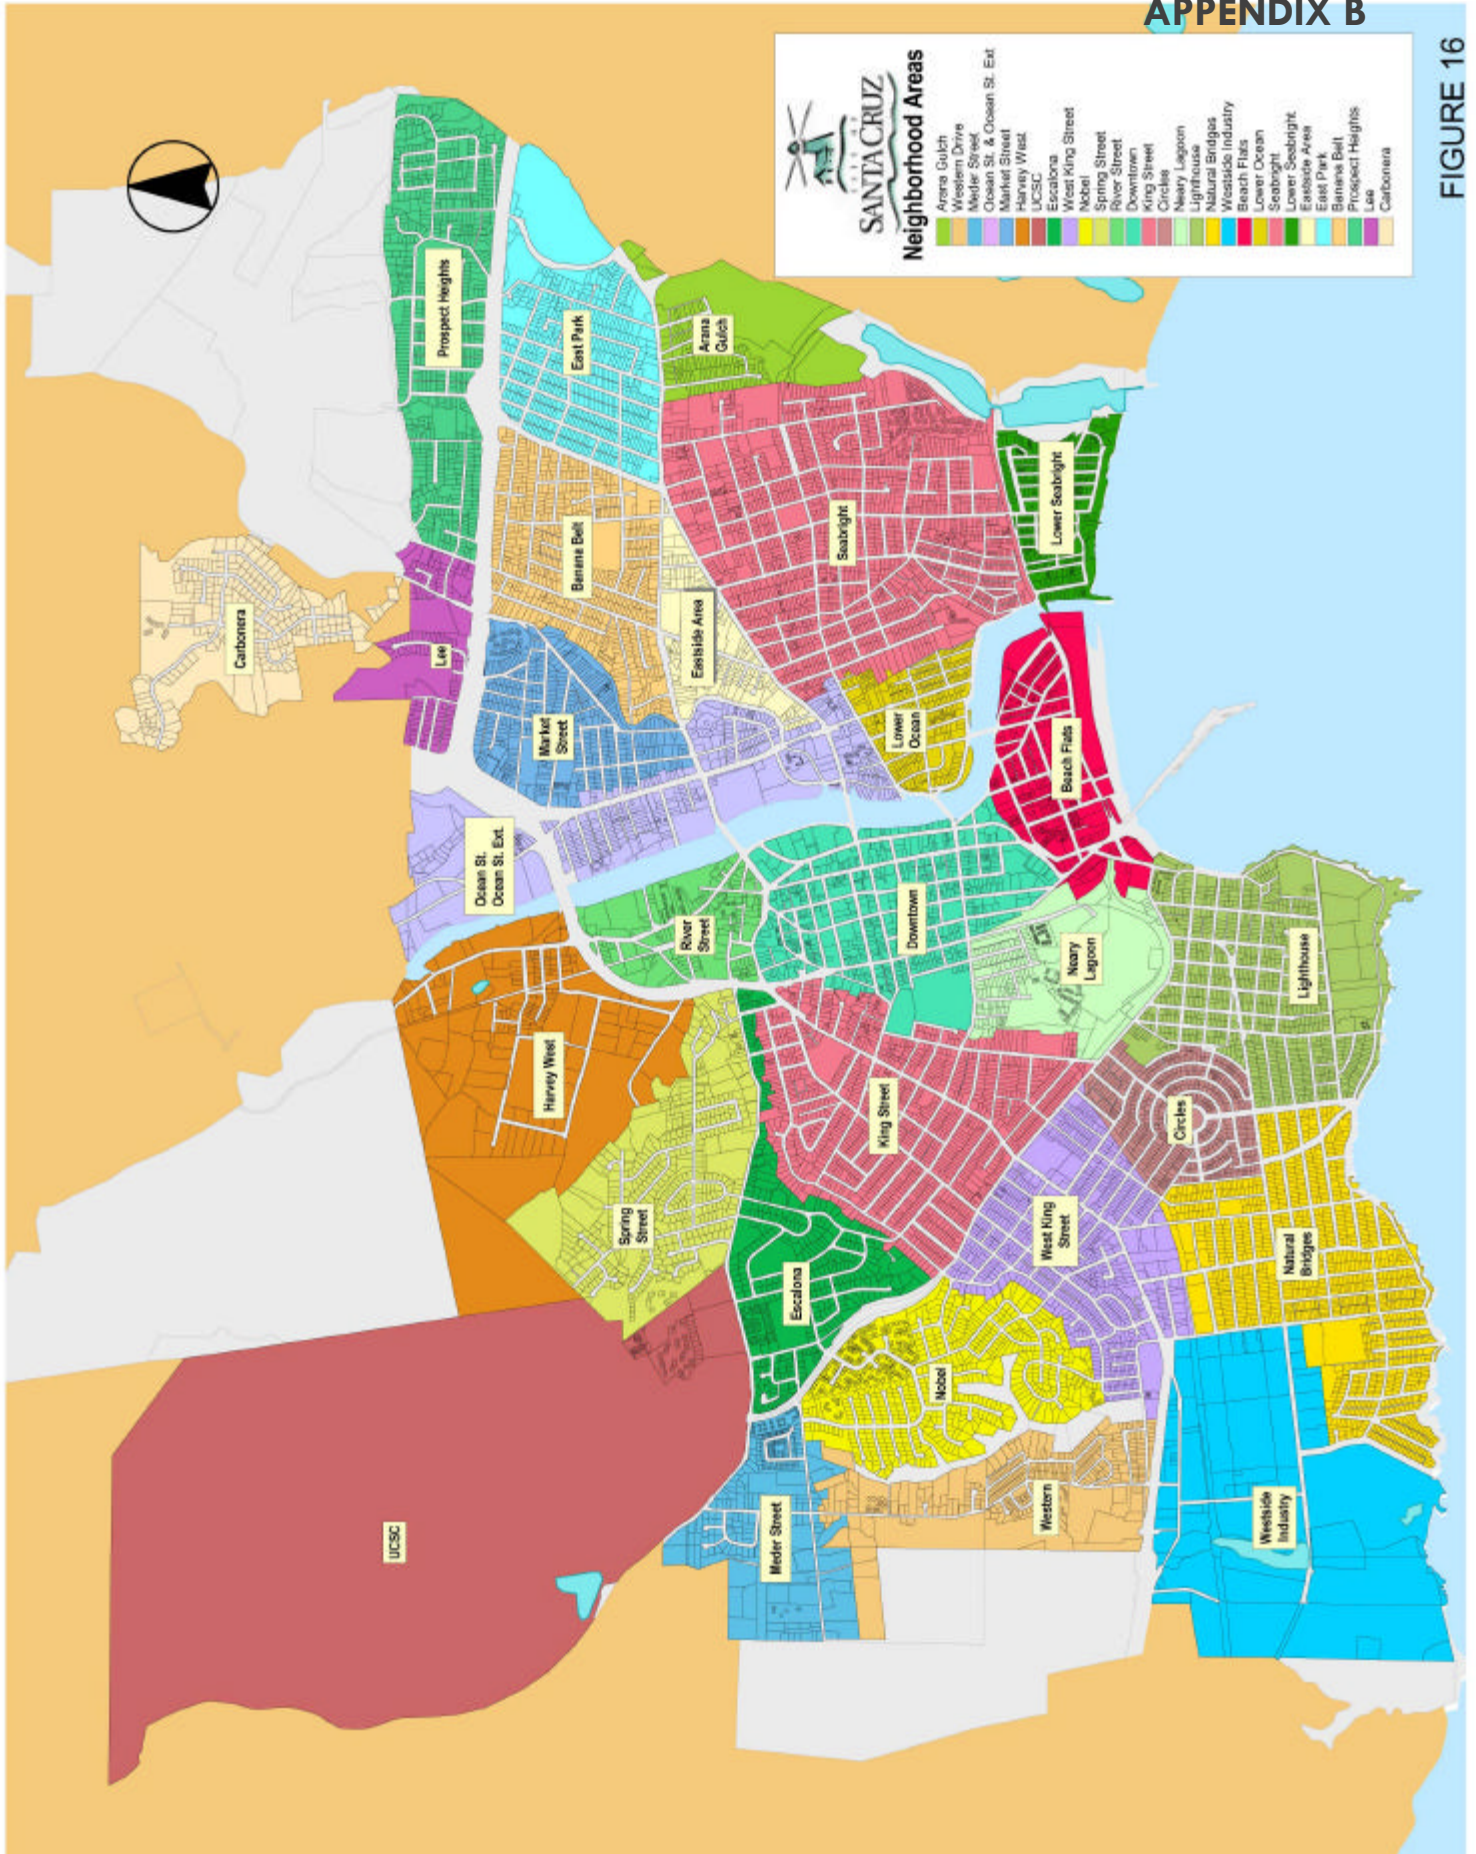 APPENDIX B
FIGURE 16
CITY OF
SANTA CRUZ
Neighborhood Areas
Arana Gulch
Western Drive
Meder Street
Ocean St. & Ocean St. Ext
Market Street
Harvey West
UCSC
Escalona
West King Street
Nobel
Spring Street
River Street
Downtown
King Street
Circles
Neary Lagoon
Lighthouse
Natural Bridges
Westside Industry
Beach Flats
Lower Ocean
Seabright
Lower Seabright
Eastside Area
East Park
Banana Belt
Prospect Heights
Lee
Carbonera
Carbonera
Prospect Heights
Lee
East Park
Banana Belt
Market
Street
Arana
Gulch
Eastside Area
Ocean St.
Ocean St. Ext.
Seabright
Lower Seabright
Lower
Ocean
Beach Flats
River
Street
Downtown
Harvey West
Neary
Lagoon
Lighthouse
Spring
Street
King Street
Circles
Escalona
West King
Street
Natural
Bridges
Nobel
UCSC
Meder Street
Western
Westside
Industry